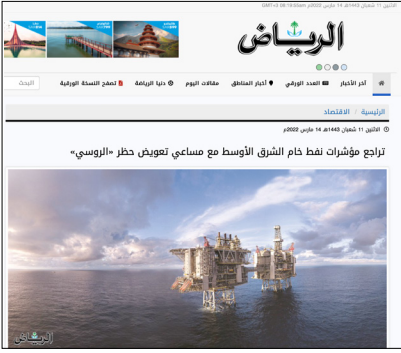 الاثنين 11 شعبان 1443هـ 14 مارس 2022م
الرياض
آخر الأخبار العدد الورقي أخبار المناطق مقالات اليوم دنيا الرياضة تصفح النسخة الورقية البحث
الرئيسية / الاقتصاد
الاثنين 11 شعبان 1443هـ 14 مارس 2022م
تراجع مؤشرات نفط خام الشرق الأوسط مع مساعي تعويض حظر «الروسي»
الرياض